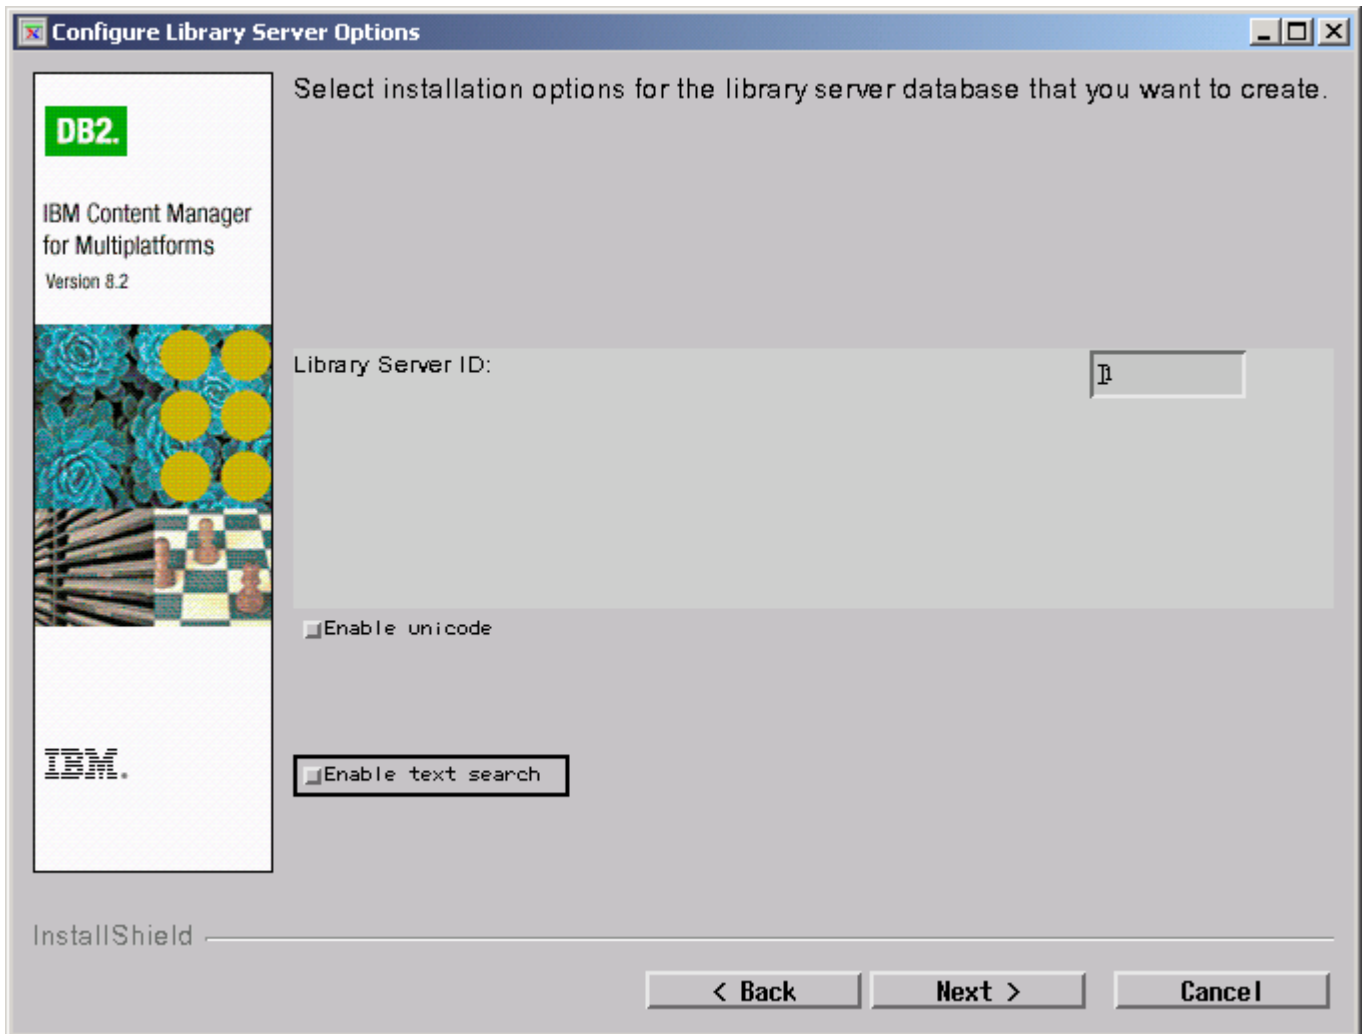 Configure Library Server Options
Select installation options for the library server database that you want to create.
DB2.
IBM Content Manager
for Multiplatforms
Version 8.2
Library Server ID:
1
Enable unicode
IBM.
Enable text search
InstallShield
< Back
Next >
Cancel